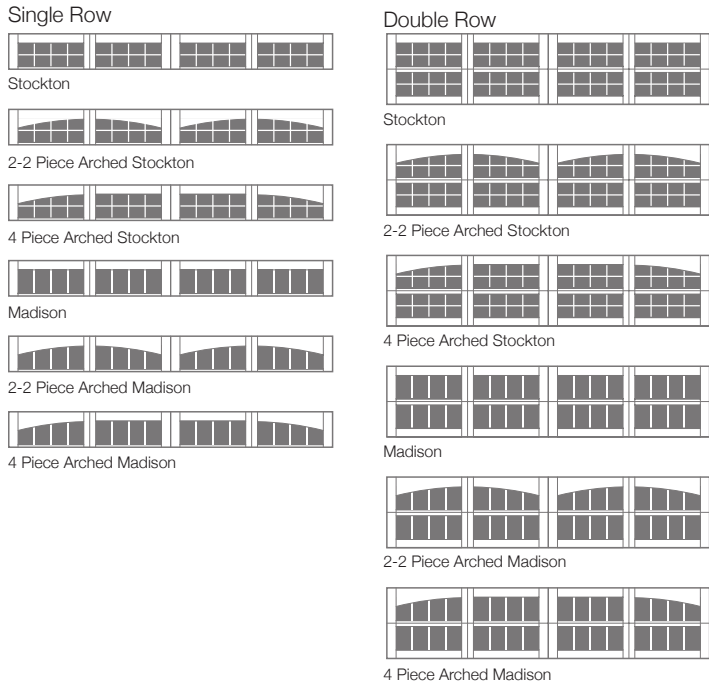 Single Row
Stockton
2-2 Piece Arched Stockton
4 Piece Arched Stockton
Madison
2-2 Piece Arched Madison
4 Piece Arched Madison
Double Row
Stockton
2-2 Piece Arched Stockton
4 Piece Arched Stockton
Madison
2-2 Piece Arched Madison
4 Piece Arched Madison